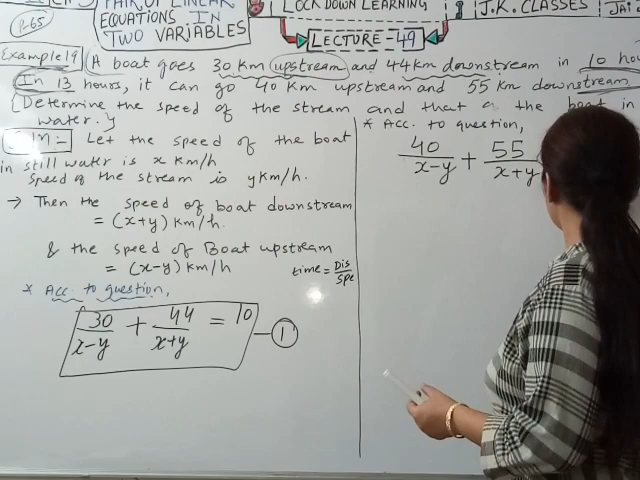 P-65
PAIR OF LINEAR
EQUATIONS IN
TWO VARIABLES
LOCK DOWN LEARNING
LECTURE-49
J.K. CLASSES
Example 19 A boat goes 30 km upstream and 44km downstream in 10 hou
In 13 hours, it can go 40 km upstream and 55 km downstream.
Determine the speed of the stream and that boat in
water. y
Soln:- Let the speed of the boat
in still water is x km/h
Speed of the stream is y km/h.
→ Then the speed of boat downstream
= (x+y) km/h.
& the speed of Boat upstream
= (x-y) km/h
time = Dis/Spe
* Acc. to question,
30/x-y + 44/x+y = 10 - 1
* Acc. to question,
40/x-y + 55/x+y